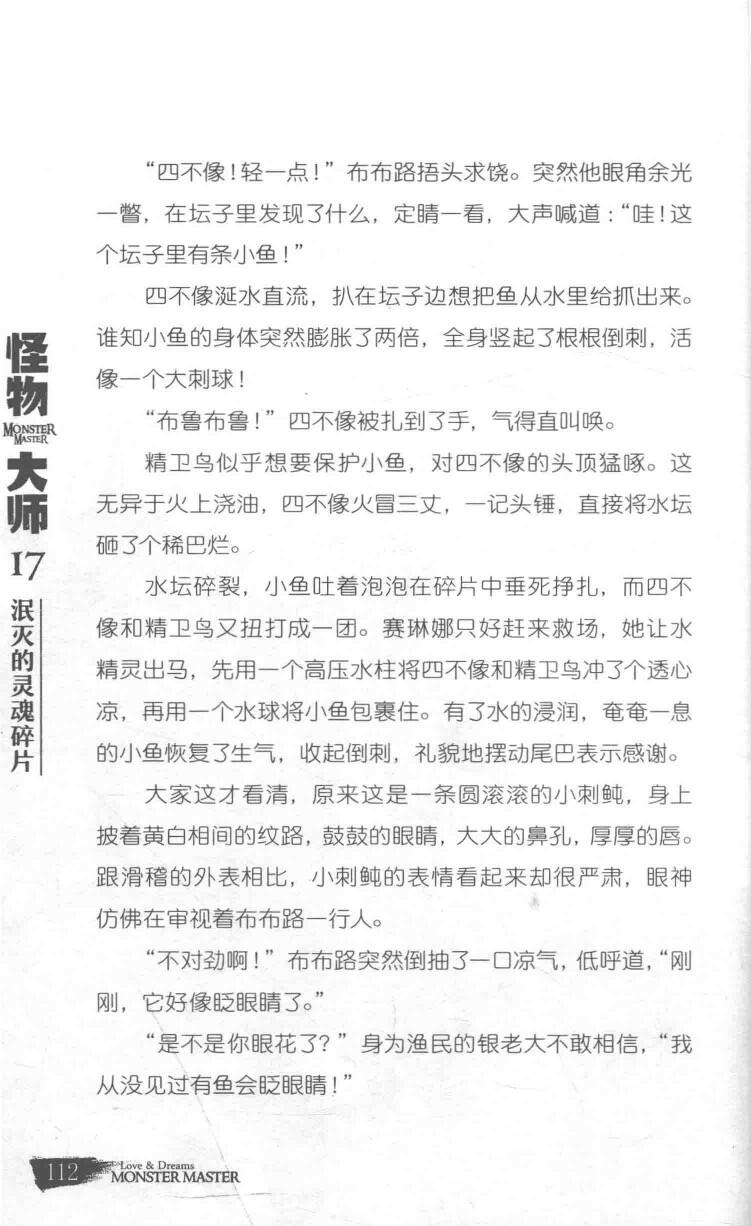 “四不像！轻一点！”布布路捂头求饶。突然他眼角余光
一瞥，在坛子里发现了什么，定睛一看，大声喊道：“哇！这
个坛子里有条小鱼！”
四不像涎水直流，扒在坛子边想把鱼从水里给抓出来。
谁知小鱼的身体突然膨胀了两倍，全身竖起了根根倒刺，活
像一个大刺球！
“布鲁布鲁！”四不像被扎到了手，气得直叫唤。
精卫鸟似乎想要保护小鱼，对四不像的头顶猛啄。这
无异于火上浇油，四不像火冒三丈，一记头锤，直接将水坛
砸了个稀巴烂。
水坛碎裂，小鱼吐着泡泡在碎片中垂死挣扎，而四不
像和精卫鸟又扭打成一团。赛琳娜只好赶来救场，她让水
精灵出马，先用一个高压水柱将四不像和精卫鸟冲了个透心
凉，再用一个水球将小鱼包裹住。有了水的浸润，奄奄一息
的小鱼恢复了生气，收起倒刺，礼貌地摆动尾巴表示感谢。
大家这才看清，原来这是一条圆滚滚的小刺鲀，身上
披着黄白相间的纹路，鼓鼓的眼睛，大大的鼻孔，厚厚的唇。
跟滑稽的外表相比，小刺鲀的表情看起来却很严肃，眼神
仿佛在审视着布布路一行人。
“不对劲啊！”布布路突然倒抽了一口凉气，低呼道，“刚
刚，它好像眨眼睛了。”
“是不是你眼花了？”身为渔民的银老大不敢相信，“我
从没见过有鱼会眨眼睛！”
怪物
MONSTER
MASTER
大师
17
泯灭的灵魂碎片
112
Love & Dreams
MONSTER MASTER